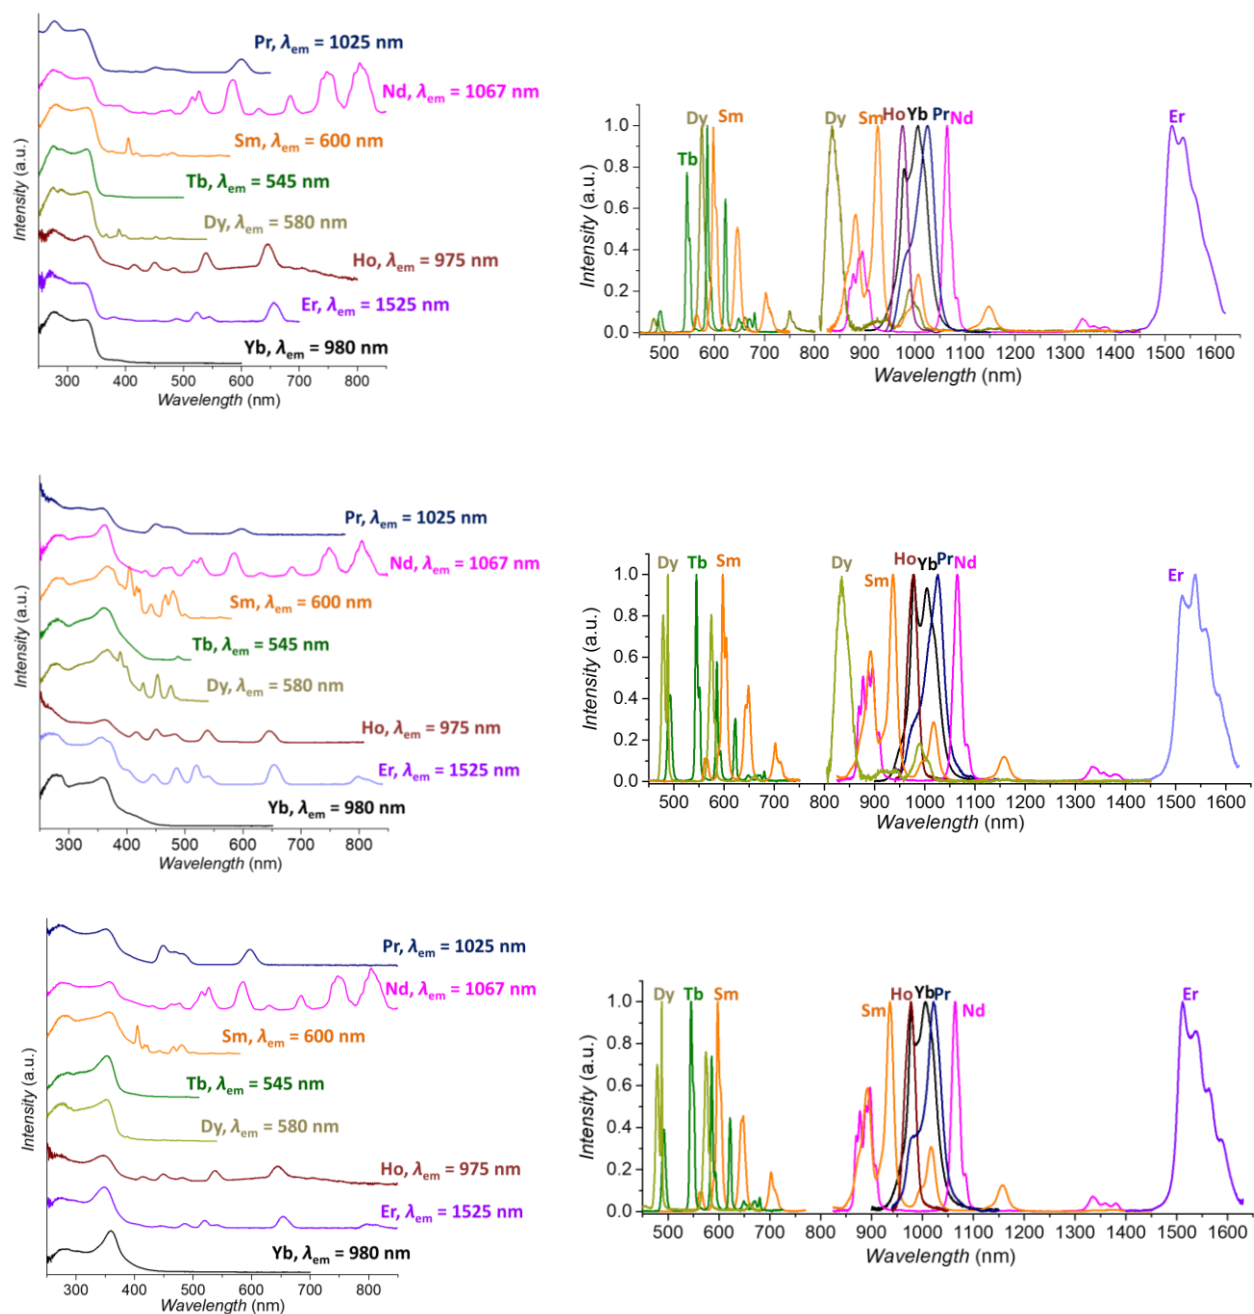 Pr, λem = 1025 nm
Nd, λem = 1067 nm
Sm, λem = 600 nm
Tb, λem = 545 nm
Dy, λem = 580 nm
Ho, λem = 975 nm
Er, λem = 1525 nm
Yb, λem = 980 nm
Intensity (a.u.)
300 400 500 600 700 800
Wavelength (nm)
Dy Sm Dy Sm Ho Yb Pr Nd Er
Tb
1.0
0.8
0.6
0.4
0.2
0.0
Intensity (a.u.)
500 600 700 800 900 1000 1100 1200 1300 1400 1500 1600
Wavelength (nm)
Pr, λem = 1025 nm
Nd, λem = 1067 nm
Sm, λem = 600 nm
Tb, λem = 545 nm
Dy, λem = 580 nm
Ho, λem = 975 nm
Er, λem = 1525 nm
Yb, λem = 980 nm
Intensity (a.u.)
300 400 500 600 700 800
Wavelength (nm)
Dy Tb Sm Dy Sm Ho Yb Pr Nd Er
1.0
0.8
0.6
0.4
0.2
0.0
Intensity (a.u.)
500 600 700 800 900 1000 1100 1200 1300 1400 1500 1600
Wavelength (nm)
Pr, λem = 1025 nm
Nd, λem = 1067 nm
Sm, λem = 600 nm
Tb, λem = 545 nm
Dy, λem = 580 nm
Ho, λem = 975 nm
Er, λem = 1525 nm
Yb, λem = 980 nm
Intensity (a.u.)
300 400 500 600 700 800
Wavelength (nm)
Dy Tb Sm Sm Ho Yb Pr Nd Er
1.0
0.8
0.6
0.4
0.2
0.0
Intensity (a.u.)
500 600 700 800 900 1000 1100 1200 1300 1400 1500 1600
Wavelength (nm)